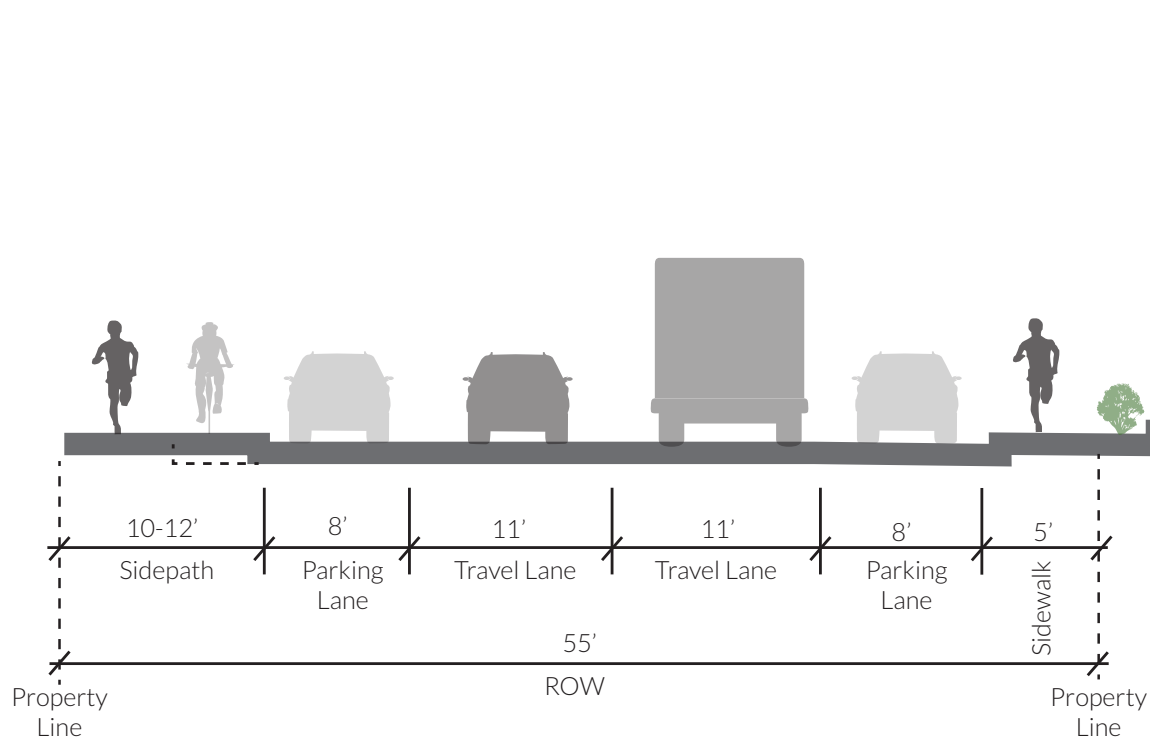 10-12’
8’
11’
11’
8’
5’
Sidepath
Parking
Lane
Travel Lane
Travel Lane
Parking
Lane
Sidewalk
55’
ROW
Property
Line
Property
Line